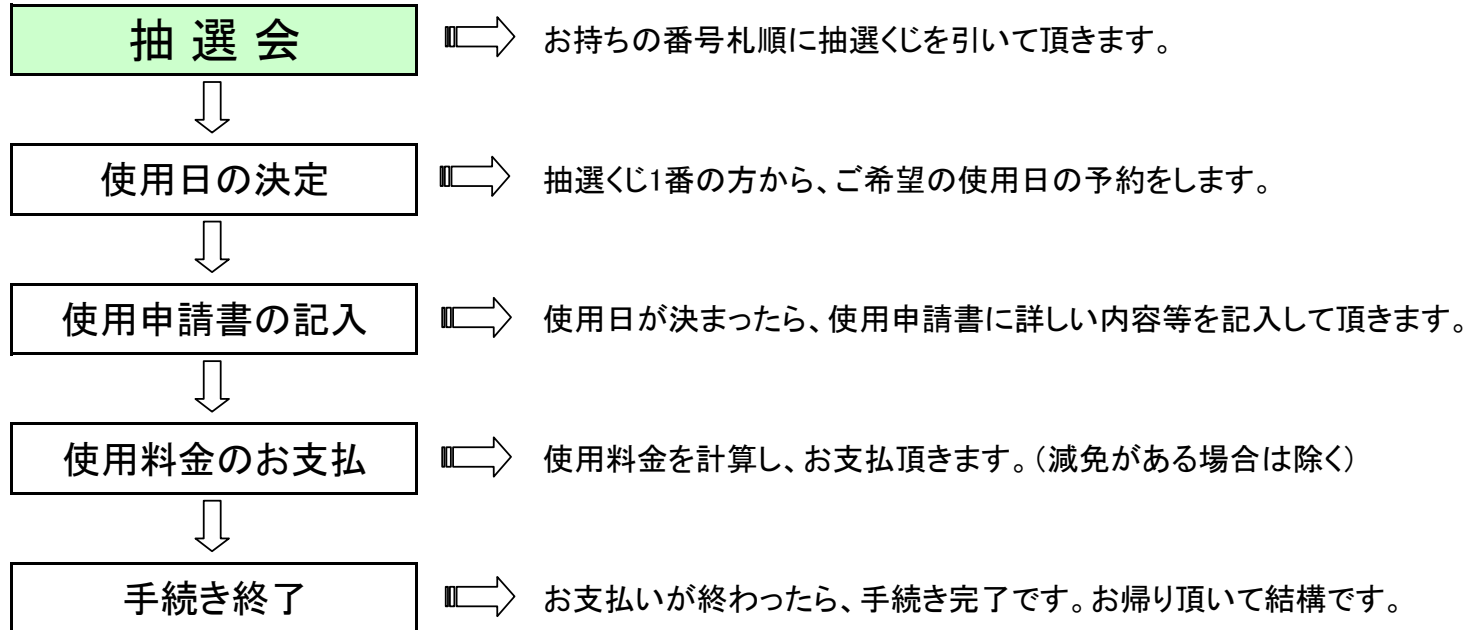 抽 選 会
お持ちの番号札順に抽選くじを引いて頂きます。
使用日の決定
抽選くじ1番の方から、ご希望の使用日の予約をします。
使用申請書の記入
使用日が決まったら、使用申請書に詳しい内容等を記入して頂きます。
使用料金のお支払
使用料金を計算し、お支払頂きます。（減免がある場合は除く）
手続き終了
お支払いが終わったら、手続き完了です。お帰り頂いて結構です。